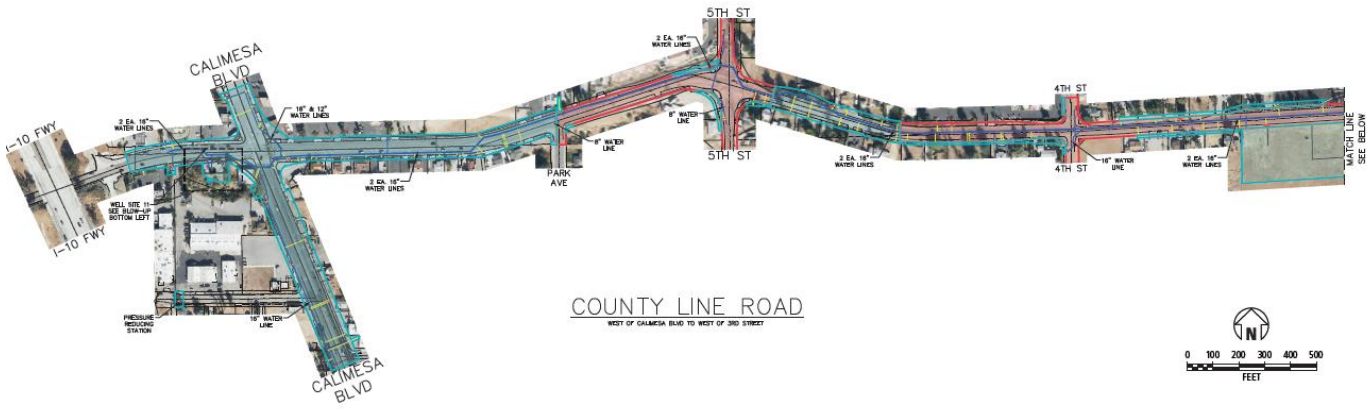 5TH ST
2 EA. 16"
WATER LINES
CALIMESA
BLVD
16" & 12"
WATER LINES
2 EA. 16"
WATER LINES
I-10 FWY
8" WATER
LINE
4TH ST
MATCH LINE
SEE BELOW
8" WATER
LINE
5TH ST
PARK
AVE
2 EA. 16"
WATER LINES
2 EA. 16"
WATER LINES
4TH ST
16" WATER
LINE
2 EA. 16"
WATER LINES
WELL SITE 11
SEE BLOW-UP
BOTTOM LEFT
I-10 FWY
PRESSURE
REDUCING
STATION
16" WATER
LINE
CALIMESA
BLVD
COUNTY LINE ROAD
WEST OF CALIMESA BLVD TO WEST OF 3RD STREET
N
0 100 200 300 400 500
FEET